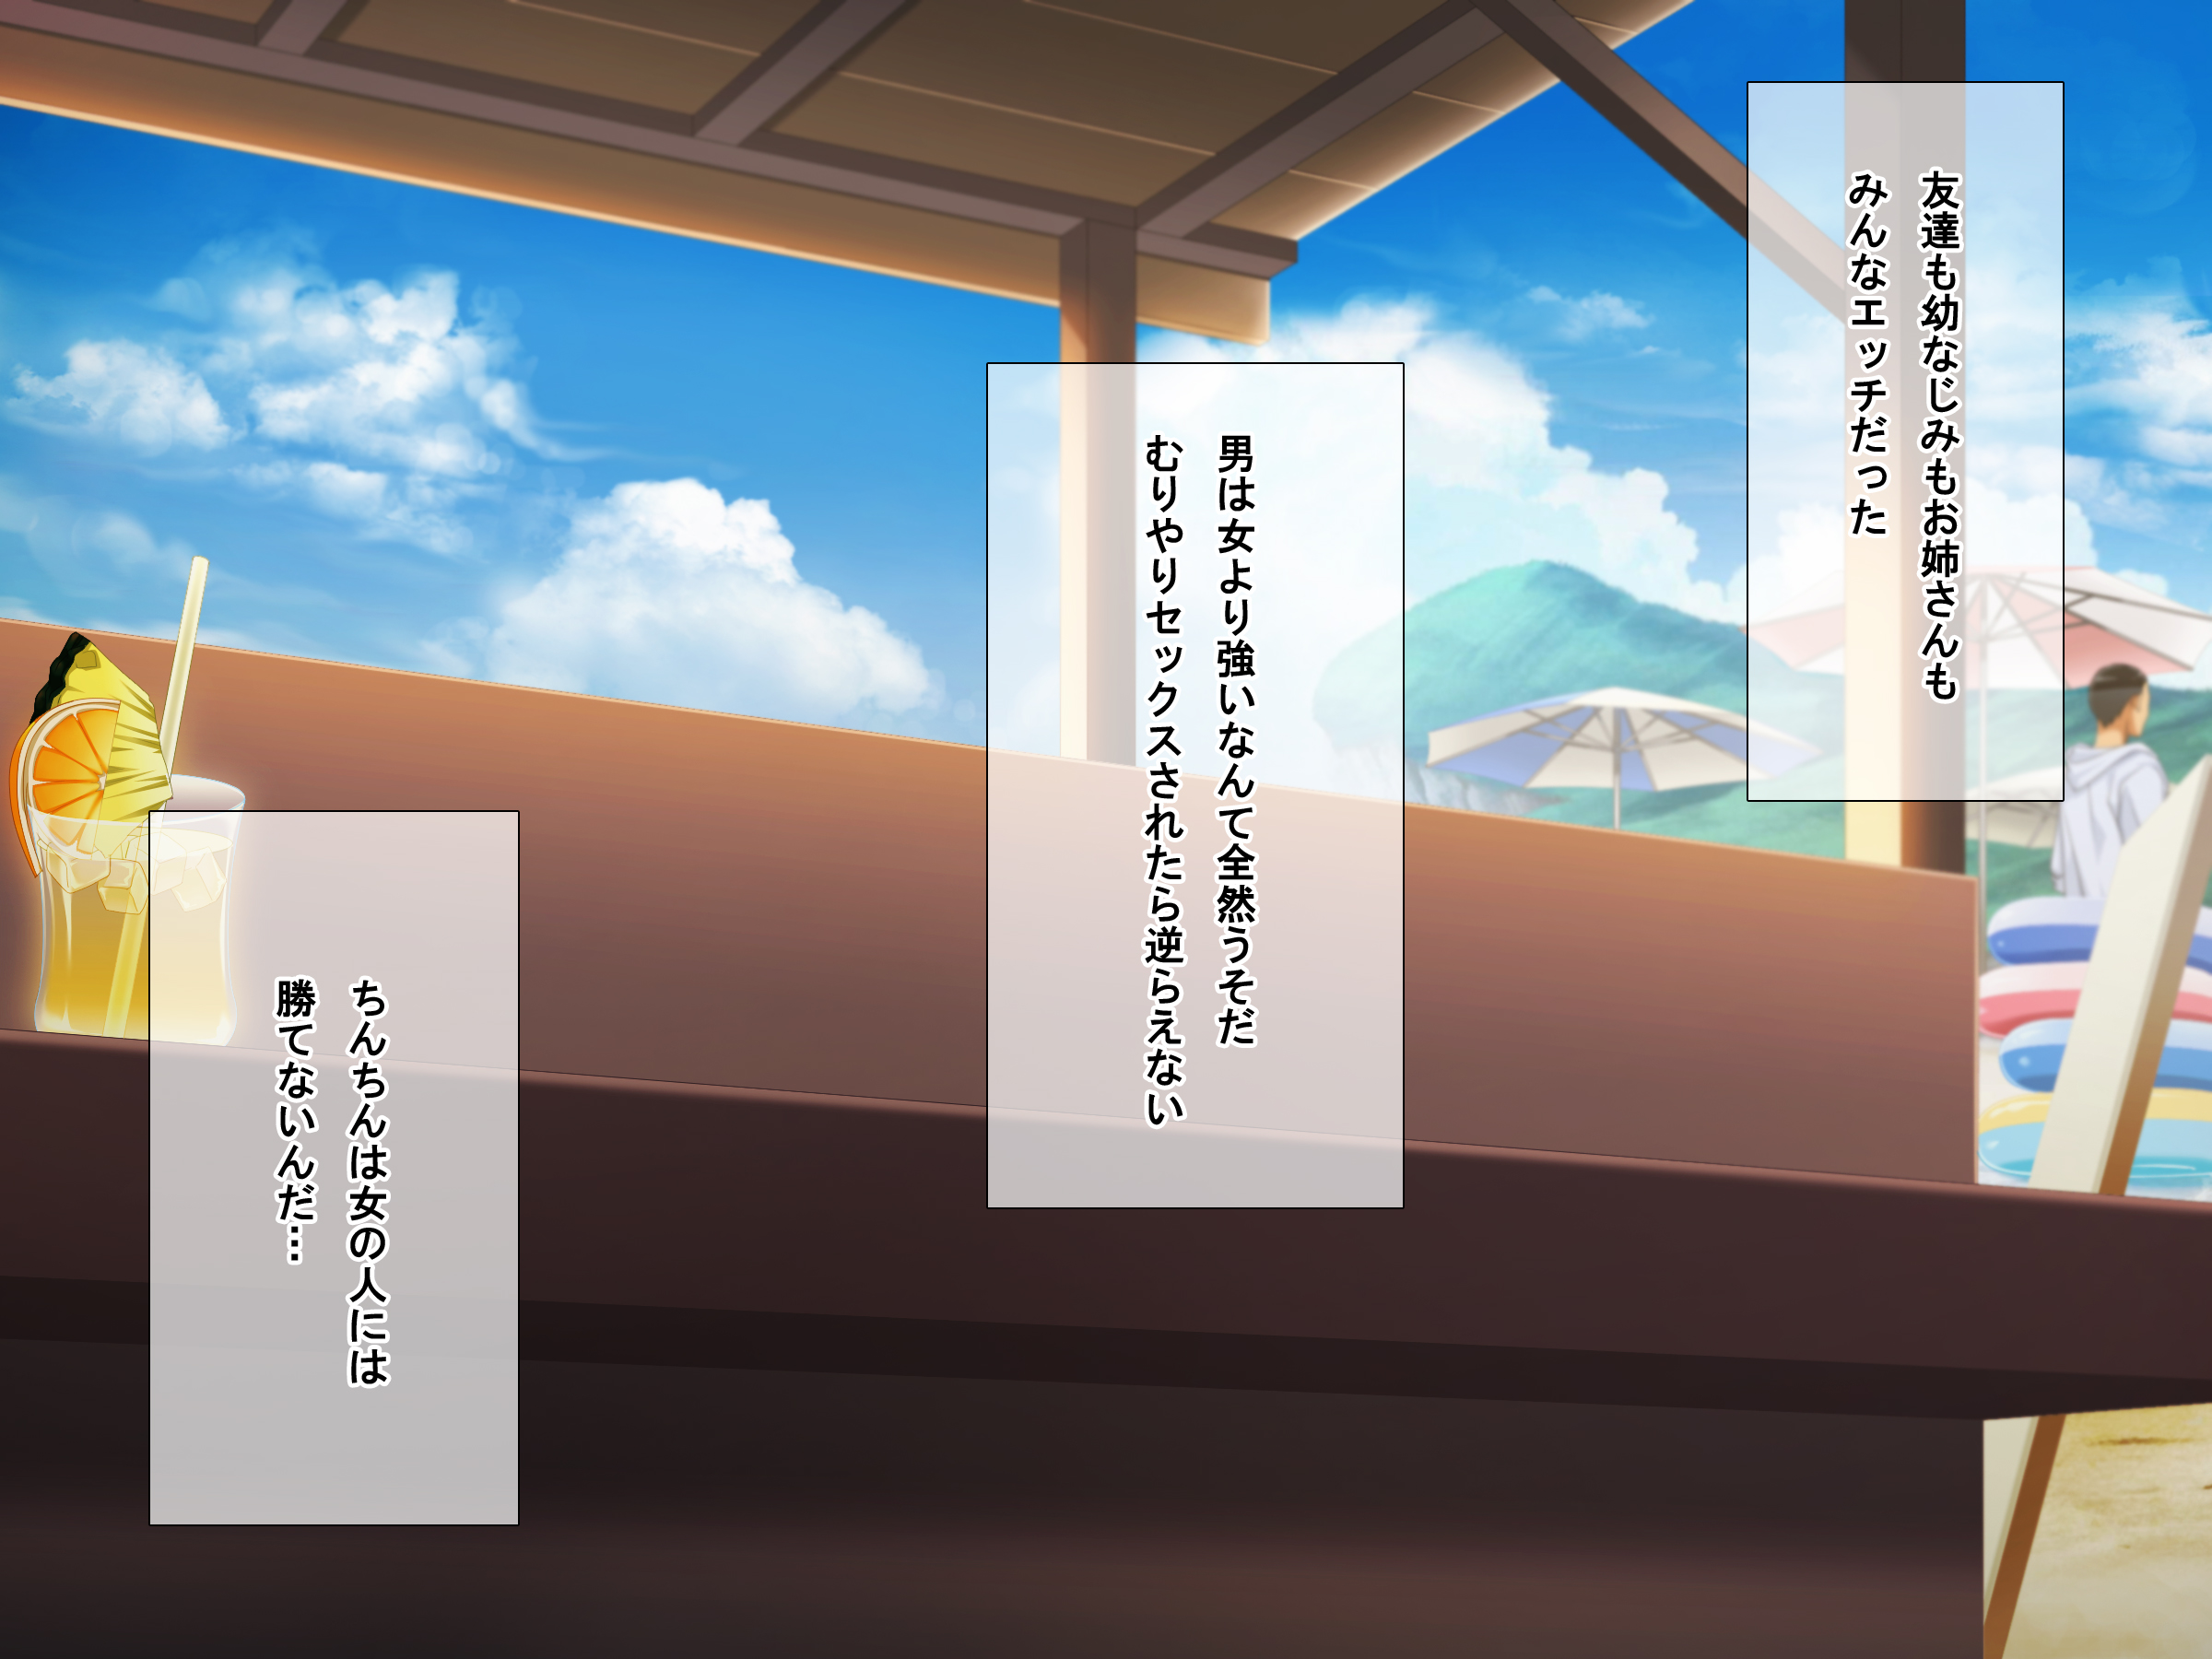 友達も幼なじみもお姉さんも
みんなエッチだった
男は女より強いなんて全然うそだ
むりやりセックスされたら逆らえない
ちんちんは女の人には
勝てないんだ…